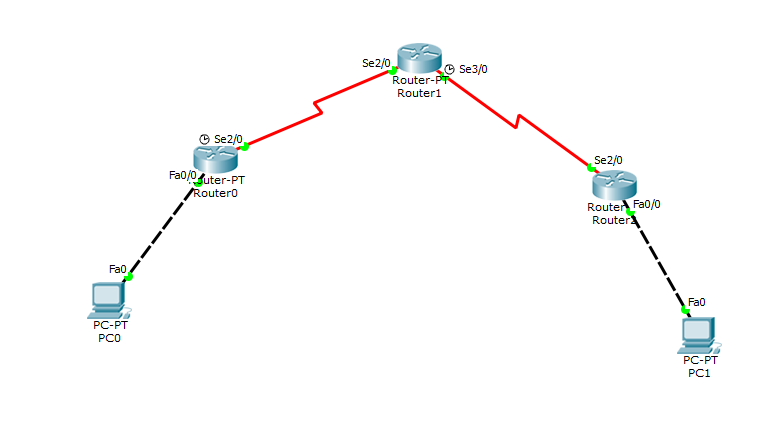 Se2/0
Se3/0
Router-PT
Router1
Se2/0
Fa0/0
outer-PT
Router0
Se2/0
Fa0/0
Router
Router2
Fa0
PC-PT
PC0
Fa0
PC-PT
PC1